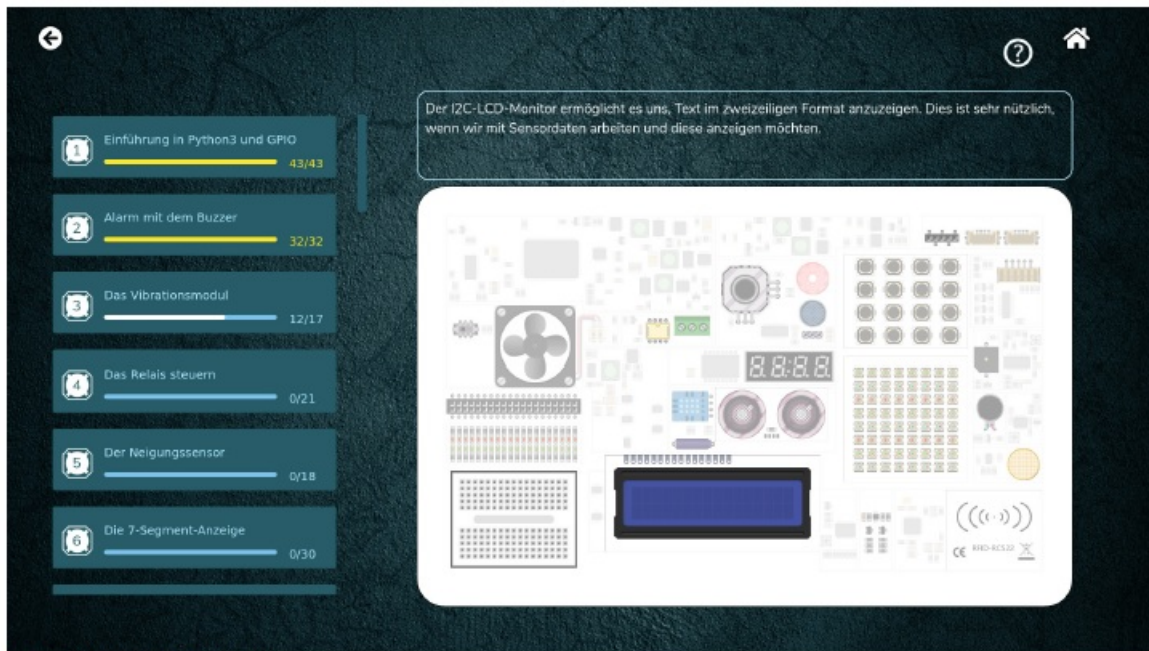 ?
1
Einführung in Python3 und GPIO
43/43
2
Alarm mit dem Buzzer
32/32
3
Das Vibrationsmodul
12/17
4
Das Relais steuern
0/21
5
Der Neigungssensor
0/18
6
Die 7-Segment-Anzeige
0/30
Der I2C-LCD-Monitor ermöglicht es uns, Text im zweizeiligen Format anzuzeigen. Dies ist sehr nützlich,
wenn wir mit Sensordaten arbeiten und diese anzeigen möchten.
8.8:8.8.
CE RFID-RC522